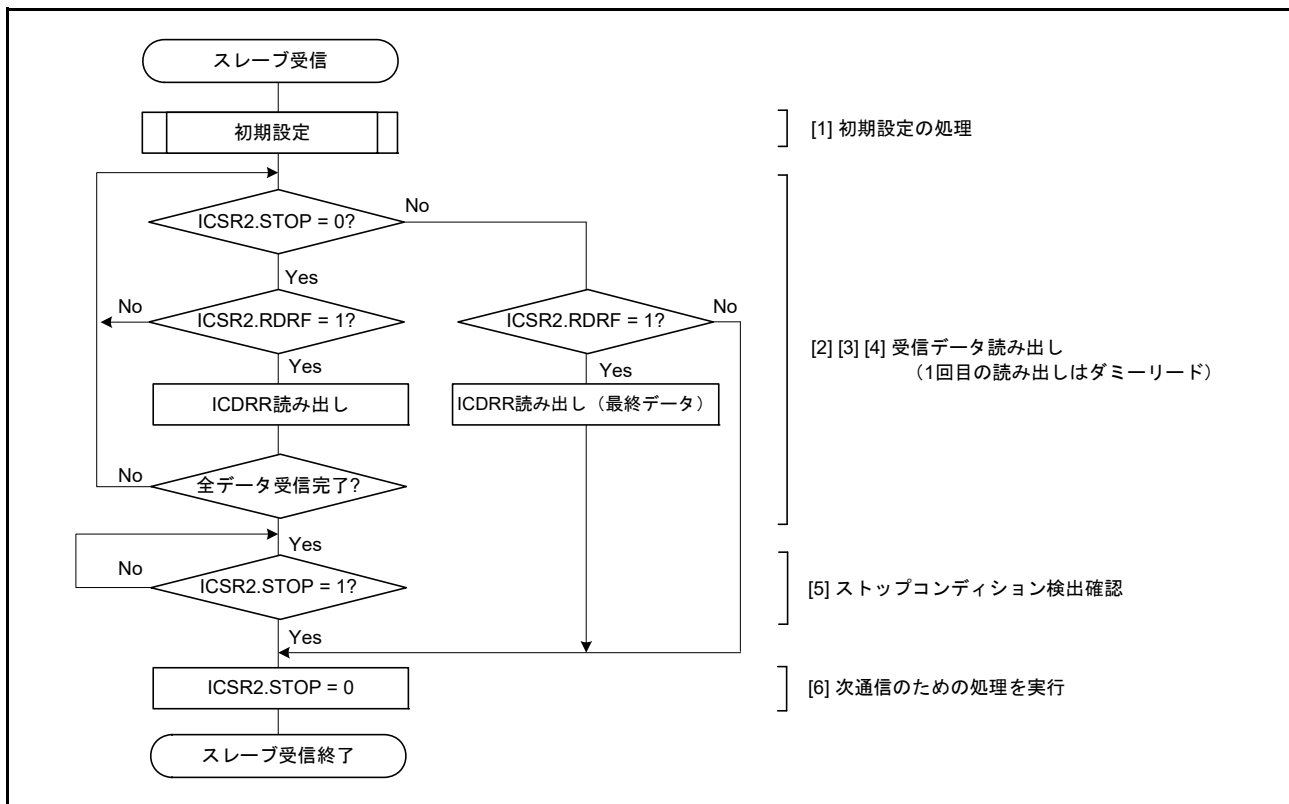 スレーブ受信
初期設定
[1] 初期設定の処理
ICSR2.STOP = 0?
No
Yes
No
ICSR2.RDRF = 1?
Yes
ICSR2.RDRF = 1?
No
Yes
[2] [3] [4] 受信データ読み出し
(1回目の読み出しはダミーリード)
ICDRR読み出し
ICDRR読み出し(最終データ)
No
全データ受信完了?
Yes
No
ICSR2.STOP = 1?
Yes
[5] ストップコンディション検出確認
ICSR2.STOP = 0
[6] 次通信のための処理を実行
スレーブ受信終了